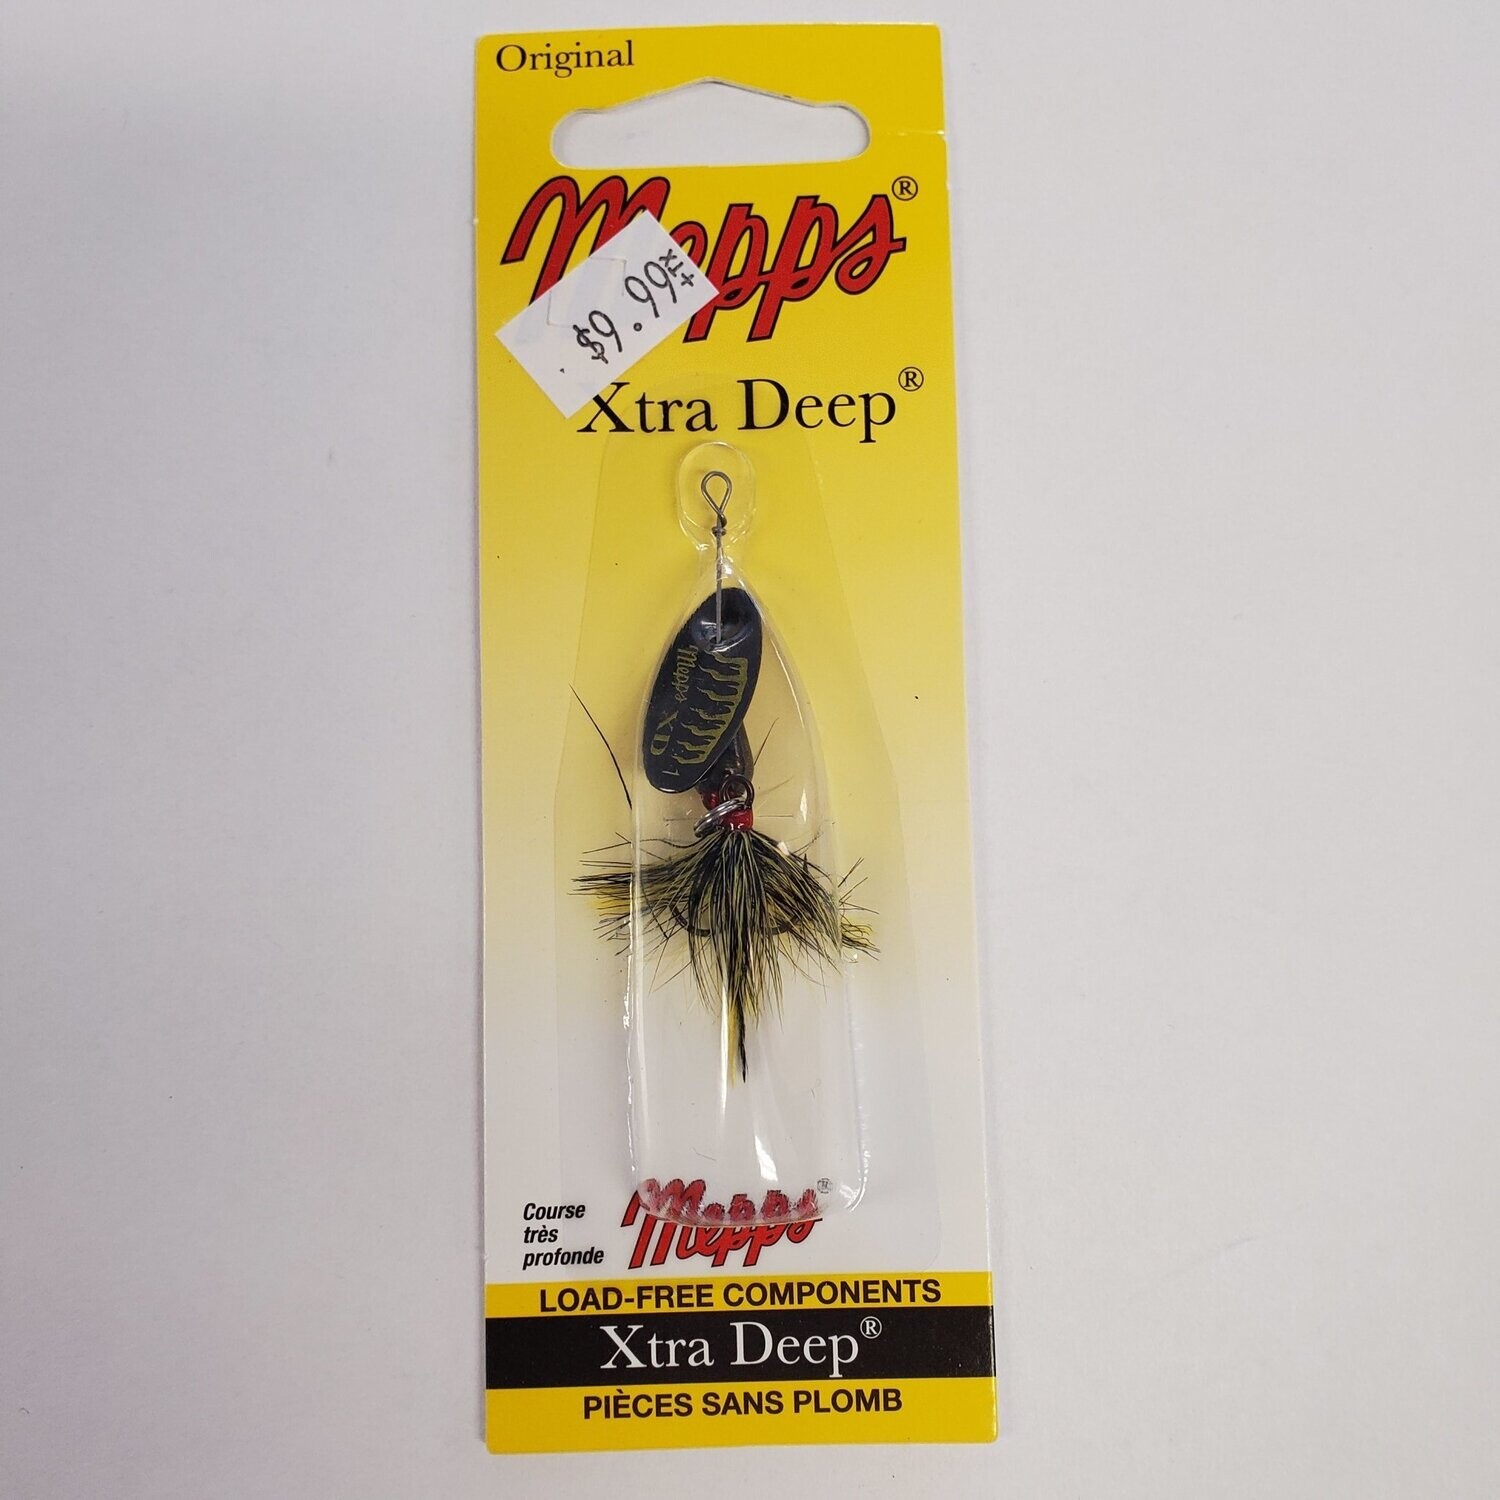 Original
Mepps®
$9.99 +TX
Xtra Deep®
Mepps XD 1
Course
très
profonde
Mepps®
LOAD-FREE COMPONENTS
Xtra Deep®
PIÈCES SANS PLOMB